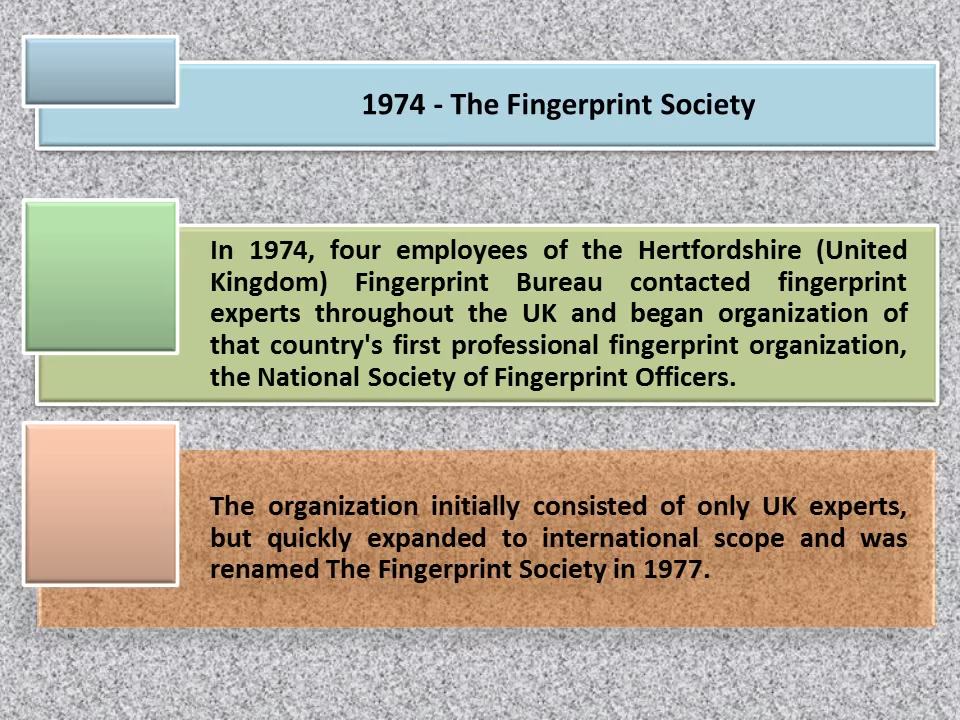 1974 - The Fingerprint Society
In 1974, four employees of the Hertfordshire (United
Kingdom) Fingerprint Bureau contacted fingerprint
experts throughout the UK and began organization of
that country's first professional fingerprint organization,
the National Society of Fingerprint Officers.
The organization initially consisted of only UK experts,
but quickly expanded to international scope and was
renamed The Fingerprint Society in 1977.